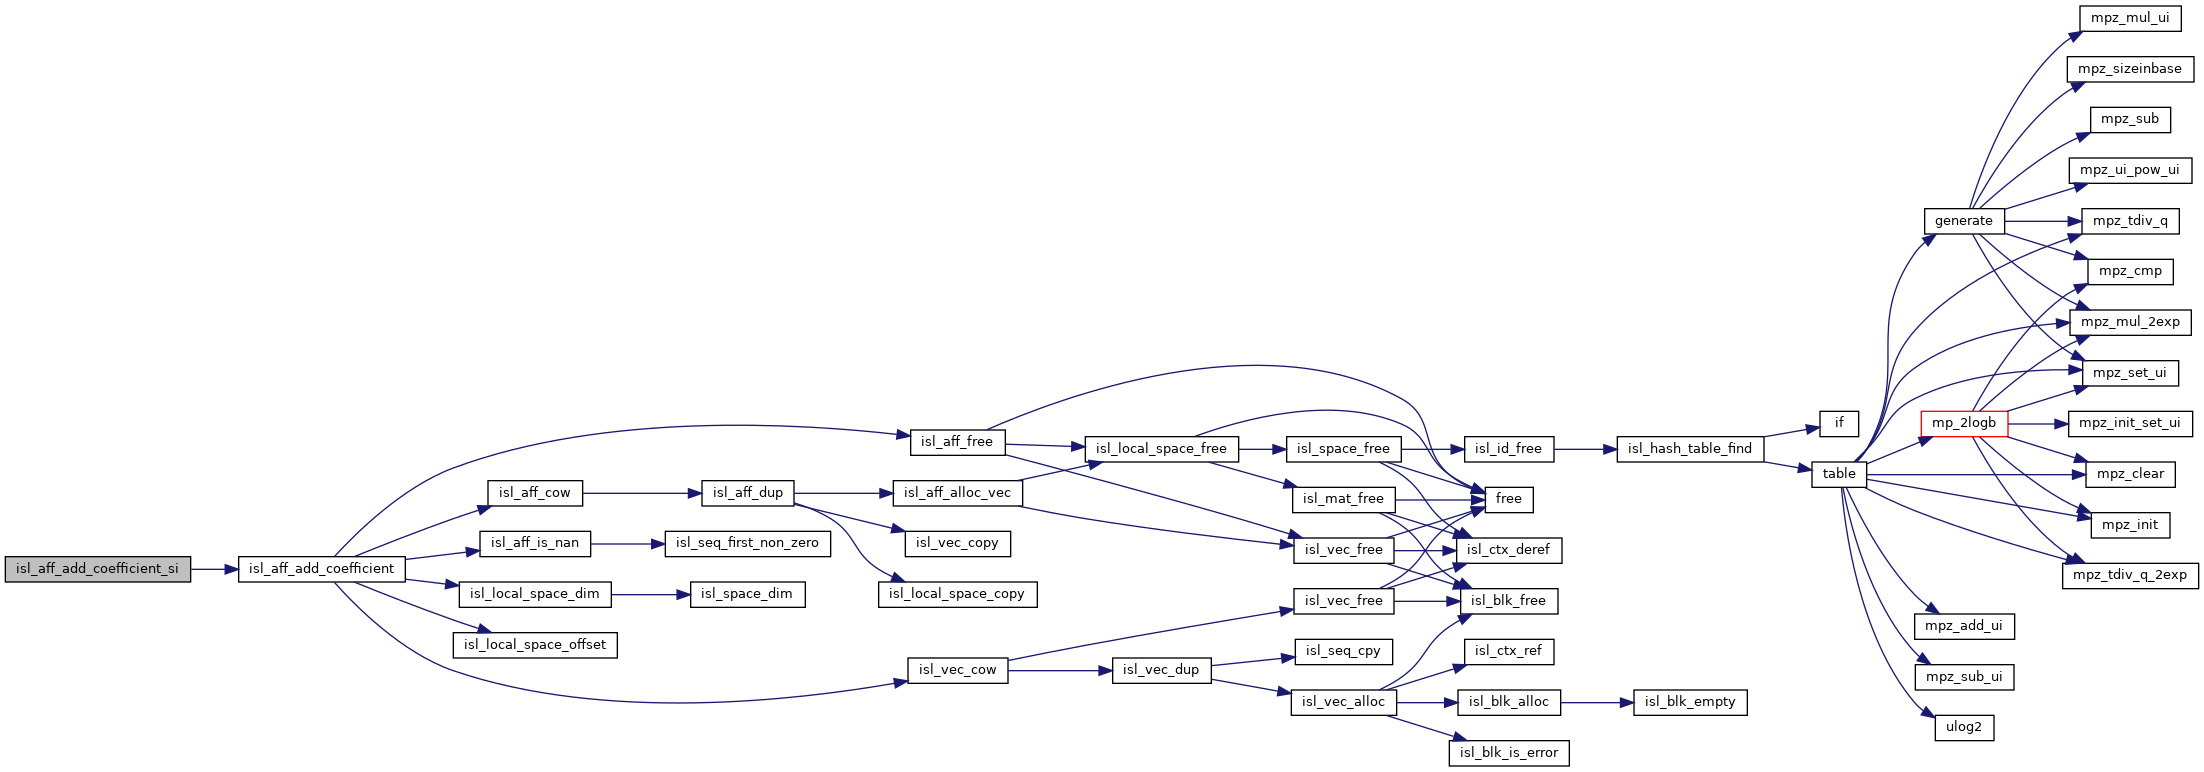 isl_aff_add_coefficient_si
isl_aff_add_coefficient
isl_aff_cow
isl_aff_is_nan
isl_local_space_dim
isl_local_space_offset
isl_aff_dup
isl_seq_first_non_zero
isl_space_dim
isl_aff_free
isl_aff_alloc_vec
isl_vec_copy
isl_local_space_copy
isl_vec_cow
isl_local_space_free
isl_vec_dup
isl_space_free
isl_mat_free
isl_vec_free
isl_vec_free
isl_seq_cpy
isl_vec_alloc
isl_id_free
free
isl_ctx_deref
isl_blk_free
isl_ctx_ref
isl_blk_alloc
isl_blk_is_error
isl_hash_table_find
isl_blk_empty
if
table
generate
mp_2logb
mpz_add_ui
mpz_sub_ui
ulog2
mpz_mul_ui
mpz_sizeinbase
mpz_sub
mpz_ui_pow_ui
mpz_tdiv_q
mpz_cmp
mpz_mul_2exp
mpz_set_ui
mpz_init_set_ui
mpz_clear
mpz_init
mpz_tdiv_q_2exp